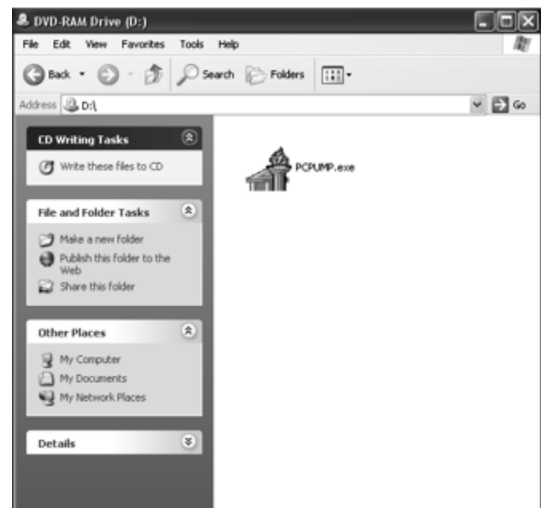 DVD-RAM Drive (D:)
File Edit View Favorites Tools Help
Back Search Folders
Address D:\ Go
CD Writing Tasks
Write these files to CD
PCPUMP.exe
File and Folder Tasks
Make a new folder
Publish this folder to the
Web
Share this folder
Other Places
My Computer
My Documents
My Network Places
Details